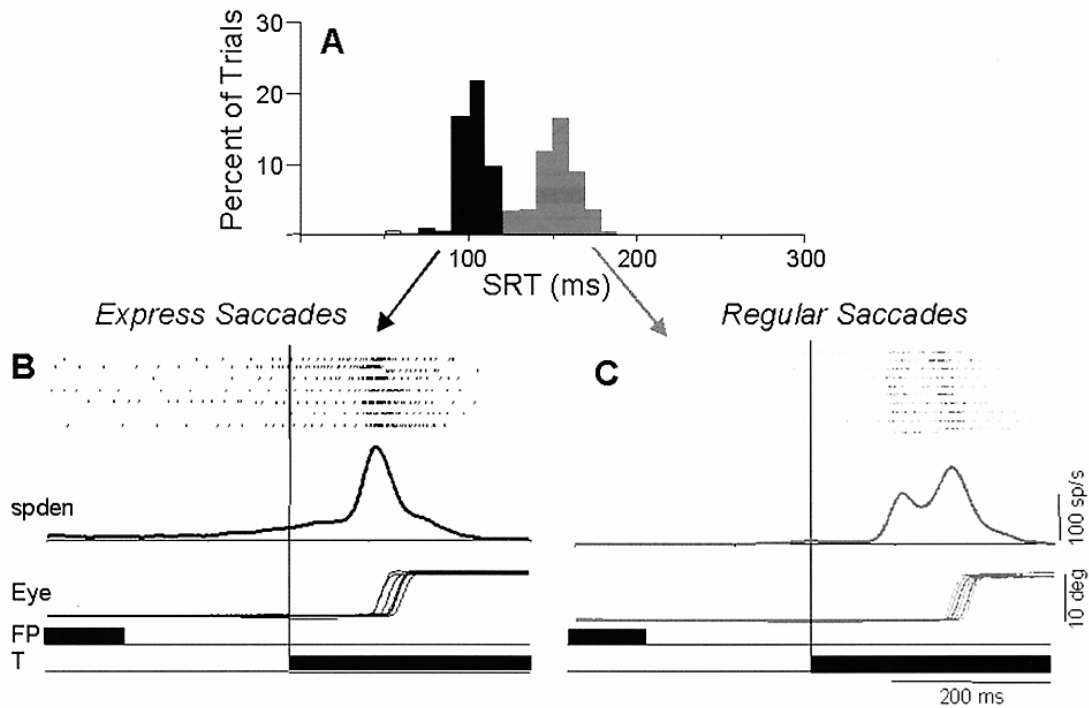 A
Percent of Trials
30
20
10
100
200
300
SRT (ms)
Express Saccades
Regular Saccades
B
C
spden
100 sp/s
Eye
10 deg
FP
T
200 ms